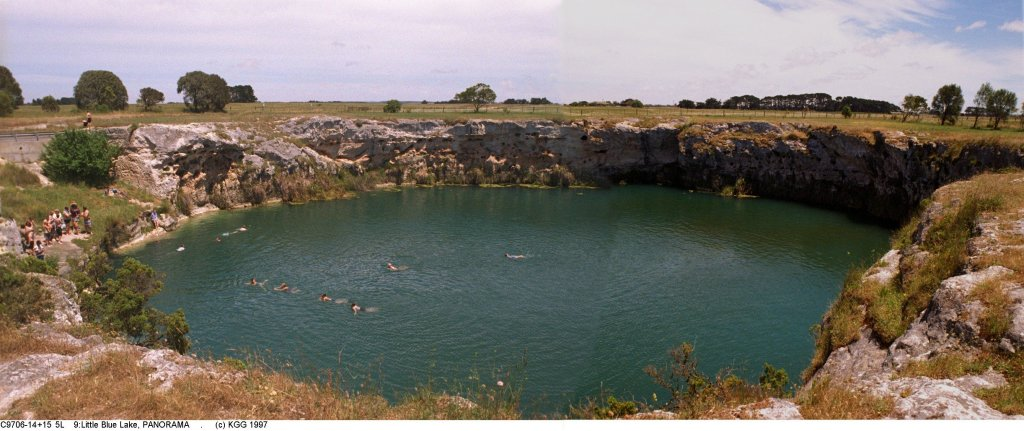 C9706-14+15 5L 9:Little Blue Lake, PANORAMA . (c) KGG 1997